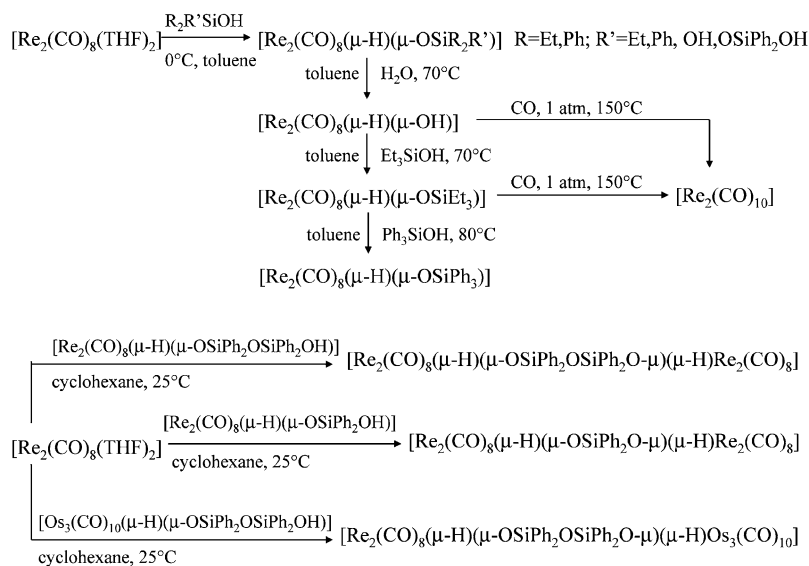 R₂R'SiOH
[Re₂(CO)₈(THF)₂] [Re₂(CO)₈(μ-H)(μ-OSiR₂R')] R=Et,Ph; R'=Et,Ph, OH,OSiPh₂OH
0°C, toluene
toluene H₂O, 70°C
[Re₂(CO)₈(μ-H)(μ-OH)] CO, 1 atm, 150°C
toluene Et₃SiOH, 70°C
[Re₂(CO)₈(μ-H)(μ-OSiEt₃)] CO, 1 atm, 150°C [Re₂(CO)₁₀]
toluene Ph₃SiOH, 80°C
[Re₂(CO)₈(μ-H)(μ-OSiPh₃)]
[Re₂(CO)₈(μ-H)(μ-OSiPh₂OSiPh₂OH)]
[Re₂(CO)₈(μ-H)(μ-OSiPh₂OSiPh₂O-μ)(μ-H)Re₂(CO)₈]
cyclohexane, 25°C
[Re₂(CO)₈(μ-H)(μ-OSiPh₂OH)]
[Re₂(CO)₈(THF)₂] [Re₂(CO)₈(μ-H)(μ-OSiPh₂O-μ)(μ-H)Re₂(CO)₈]
cyclohexane, 25°C
[Os₃(CO)₁₀(μ-H)(μ-OSiPh₂OSiPh₂OH)]
[Re₂(CO)₈(μ-H)(μ-OSiPh₂OSiPh₂O-μ)(μ-H)Os₃(CO)₁₀]
cyclohexane, 25°C